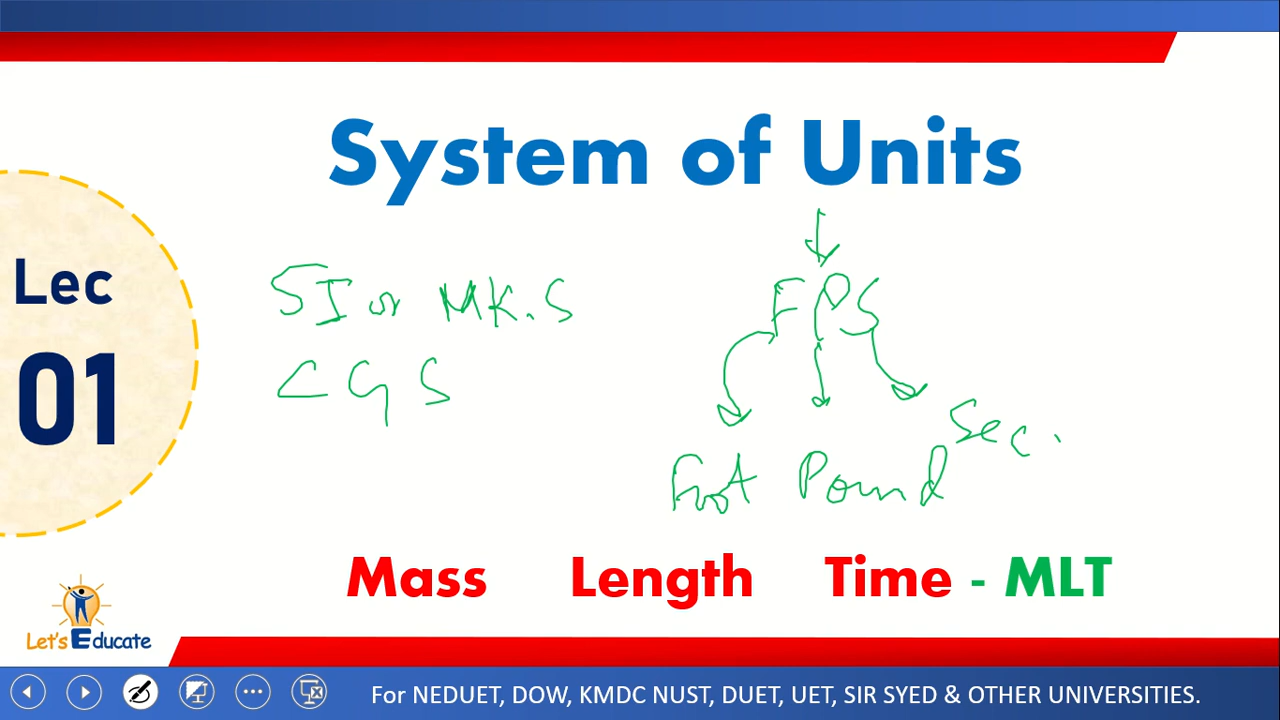 System of Units
Lec
01
SI or M.K.S
CGS
FPS
Foot Pound Sec.
Mass Length Time - MLT
Let's Educate
For NEDUET, DOW, KMDC NUST, DUET, UET, SIR SYED & OTHER UNIVERSITIES.